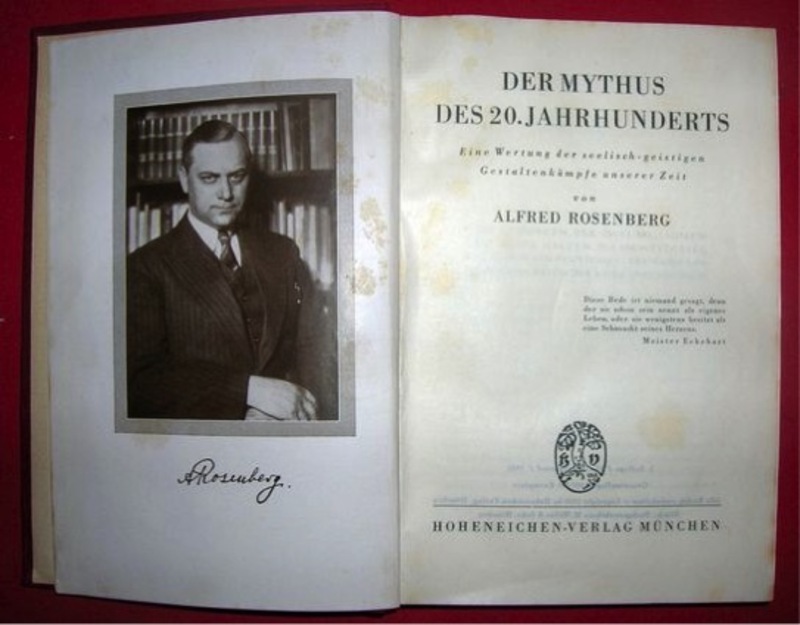 ARosenberg.
DER MYTHUS
DES 20. JAHRHUNDERTS
Eine Wertung der seelisch-geistigen
Gestaltenkämpfe unserer Zeit
von
ALFRED ROSENBERG
Diese Rede ist niemand gesagt, denn
der sie schon sein nennt als eigenes
Leben, oder sie wenigstens besitzt als
eine Sehnsucht seines Herzens.
Meister Eckehart
HOHENEICHEN-VERLAG MÜNCHEN